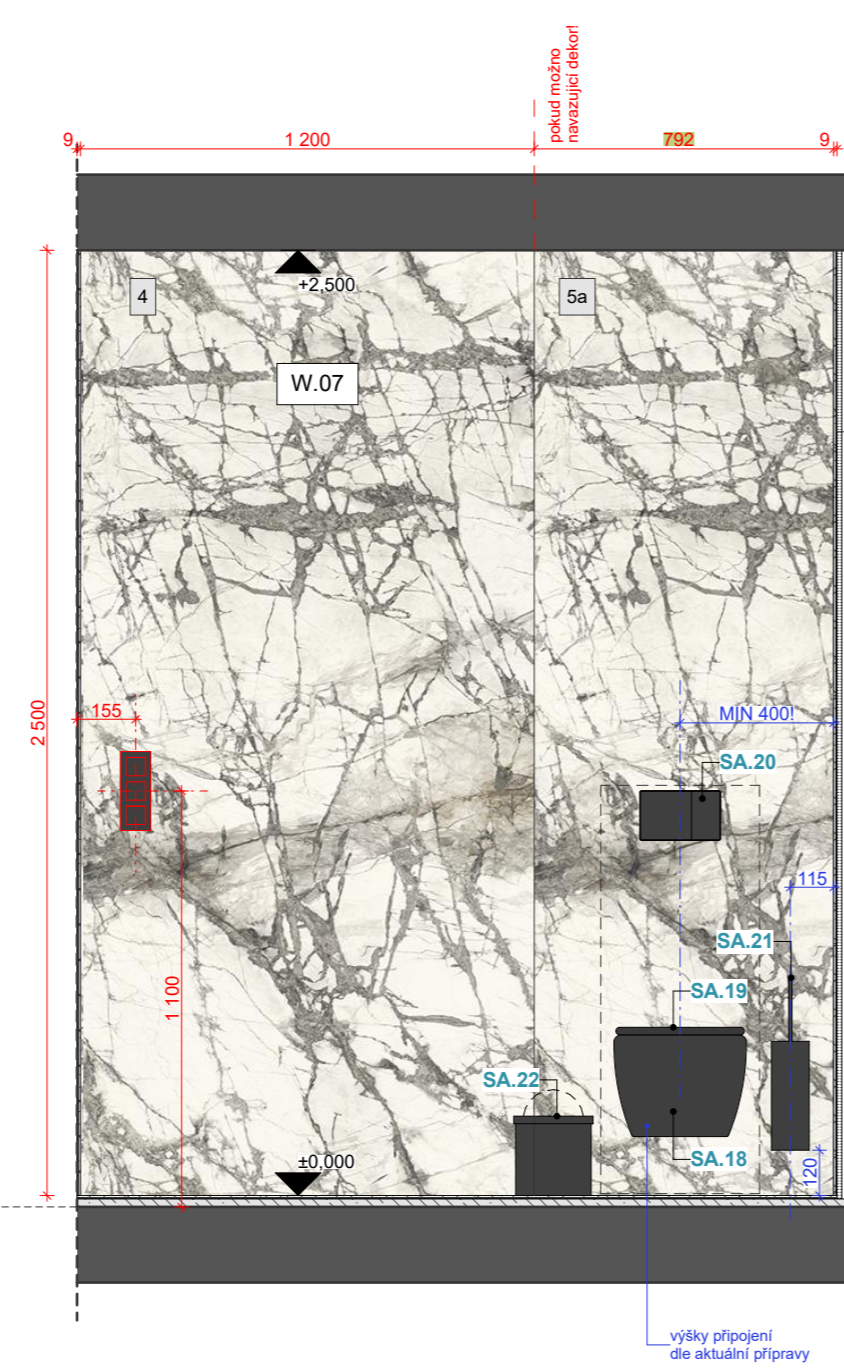 pokud možno
navazujicí dekor!
9
1 200
792
9
4
+2,500
5a
W.07
2 500
155
MIN 400!
SA.20
115
SA.21
1 100
SA.19
SA.22
±0,000
SA.18
120
výšky připojení
dle aktuální přípravy